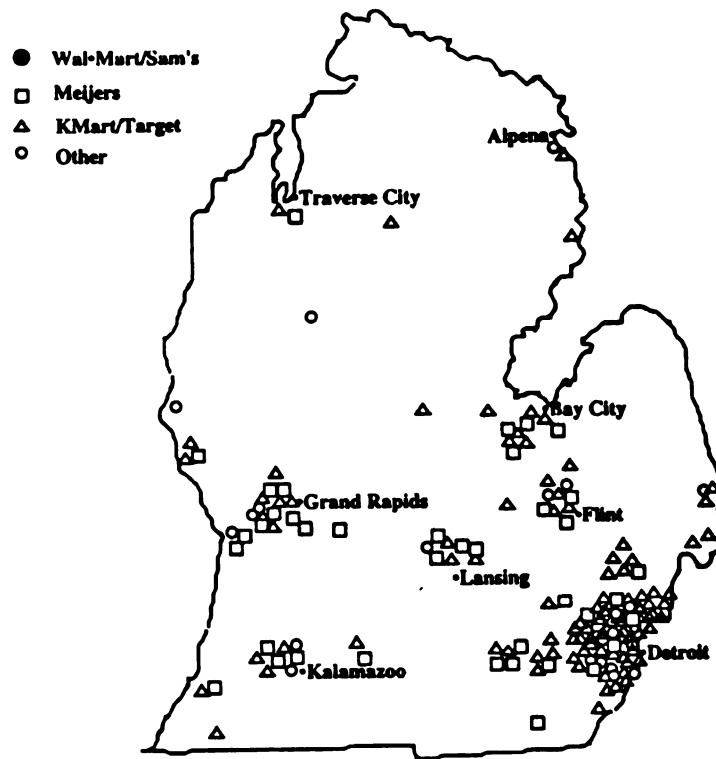 Wal•Mart/Sam's
Meijers
KMart/Target
Other
Alpena
Traverse City
Bay City
Grand Rapids
Flint
Lansing
Detroit
Kalamazoo